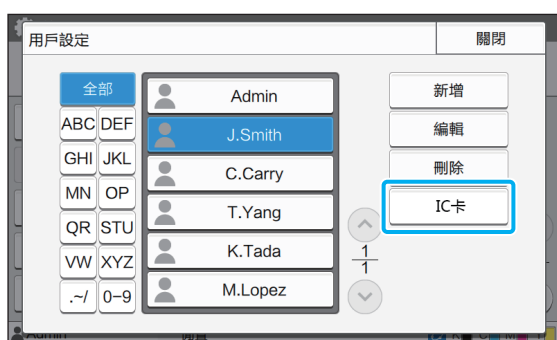 用戶設定
關閉
全部
ABC DEF
GHI JKL
MN OP
QR STU
VW XYZ
.~/ 0-9
Admin
J.Smith
C.Carry
T.Yang
K.Tada
M.Lopez
1
1
新增
編輯
刪除
IC卡
Admin